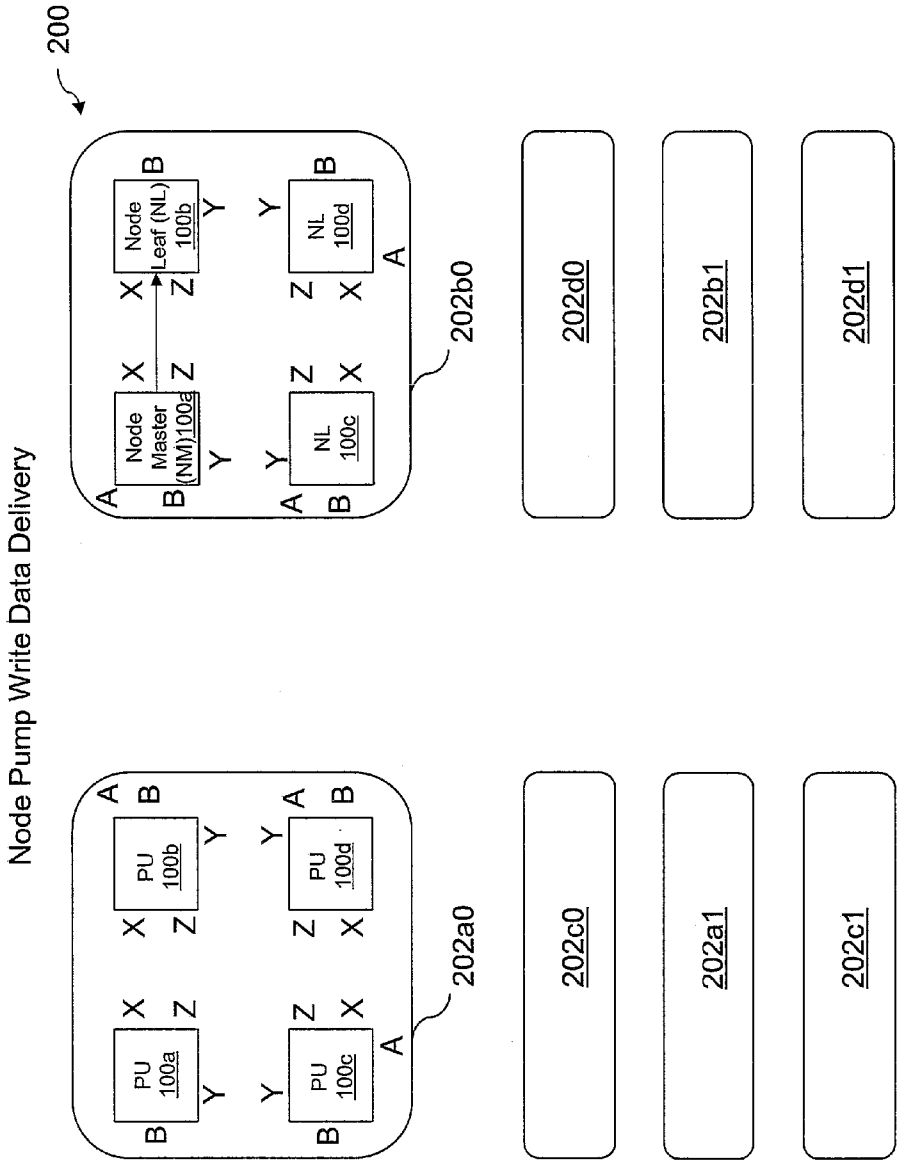 Node Pump Write Data Delivery
200
PU
100a
B
X
Z
Y
PU
100b
X
Z
A
B
Y
PU
100c
Y
Z
B
X
A
PU
100d
Y
Z
A
X
B
202a0
Node
Master
(NM)100a
A
B
X
Z
Y
Node
Leaf (NL)
100b
X
Z
B
Y
NL
100c
Y
A
B
Z
X
NL
100d
Y
Z
X
B
A
202b0
202c0
202d0
202a1
202b1
202c1
202d1